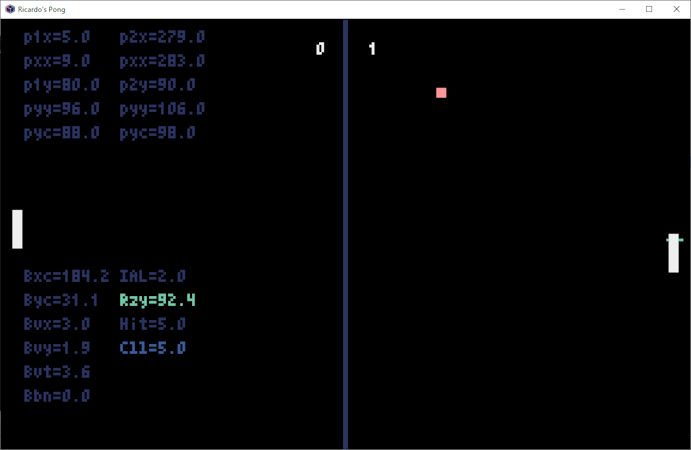 Ricardo's Pong
p1x=5.0 p2x=279.0
pxx=9.0 pxx=283.0
p1y=80.0 p2y=90.0
pyy=96.0 pyy=106.0
pyc=88.0 pyc=98.0
0 1
Bxc=184.2 IAL=2.0
Byc=31.1 Rzy=92.4
Bvx=3.0 Hit=5.0
Bvy=1.9 Cll=5.0
Bvt=3.6
Bbn=0.0